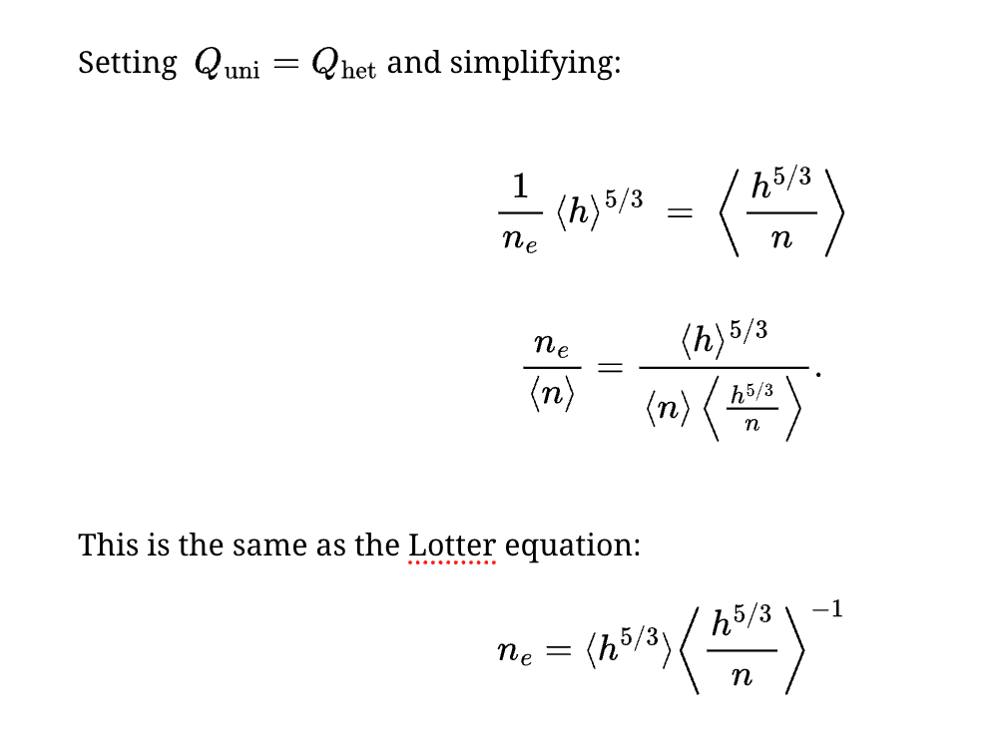 Setting $Q_{\text{uni}} = Q_{\text{het}}$ and simplifying:
$\frac{1}{n_e} \langle h \rangle^{5/3} = \left\langle \frac{h^{5/3}}{n} \right\rangle$
$\frac{n_e}{\langle n \rangle} = \frac{\langle h \rangle^{5/3}}{\langle n \rangle \left\langle \frac{h^{5/3}}{n} \right\rangle}.$
This is the same as the Lotter equation:
$n_e = \langle h^{5/3} \rangle \left\langle \frac{h^{5/3}}{n} \right\rangle^{-1}$